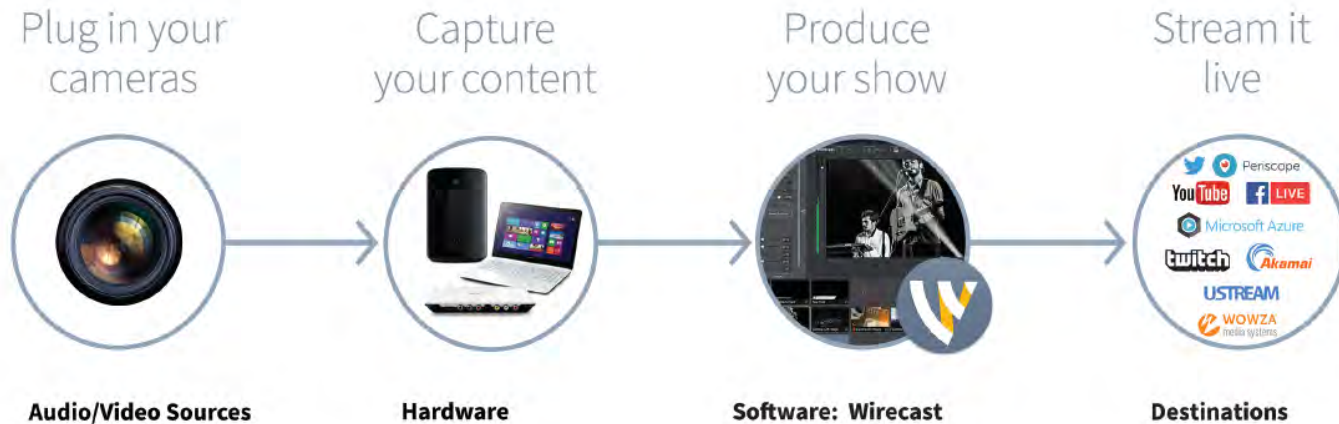 Plug in your
cameras
Capture
your content
Produce
your show
Stream it
live
Periscope
YouTube
f LIVE
Microsoft Azure
twitch
Akamai
USTREAM
WOWZA
media systems
Audio/Video Sources
Hardware
Software: Wirecast
Destinations